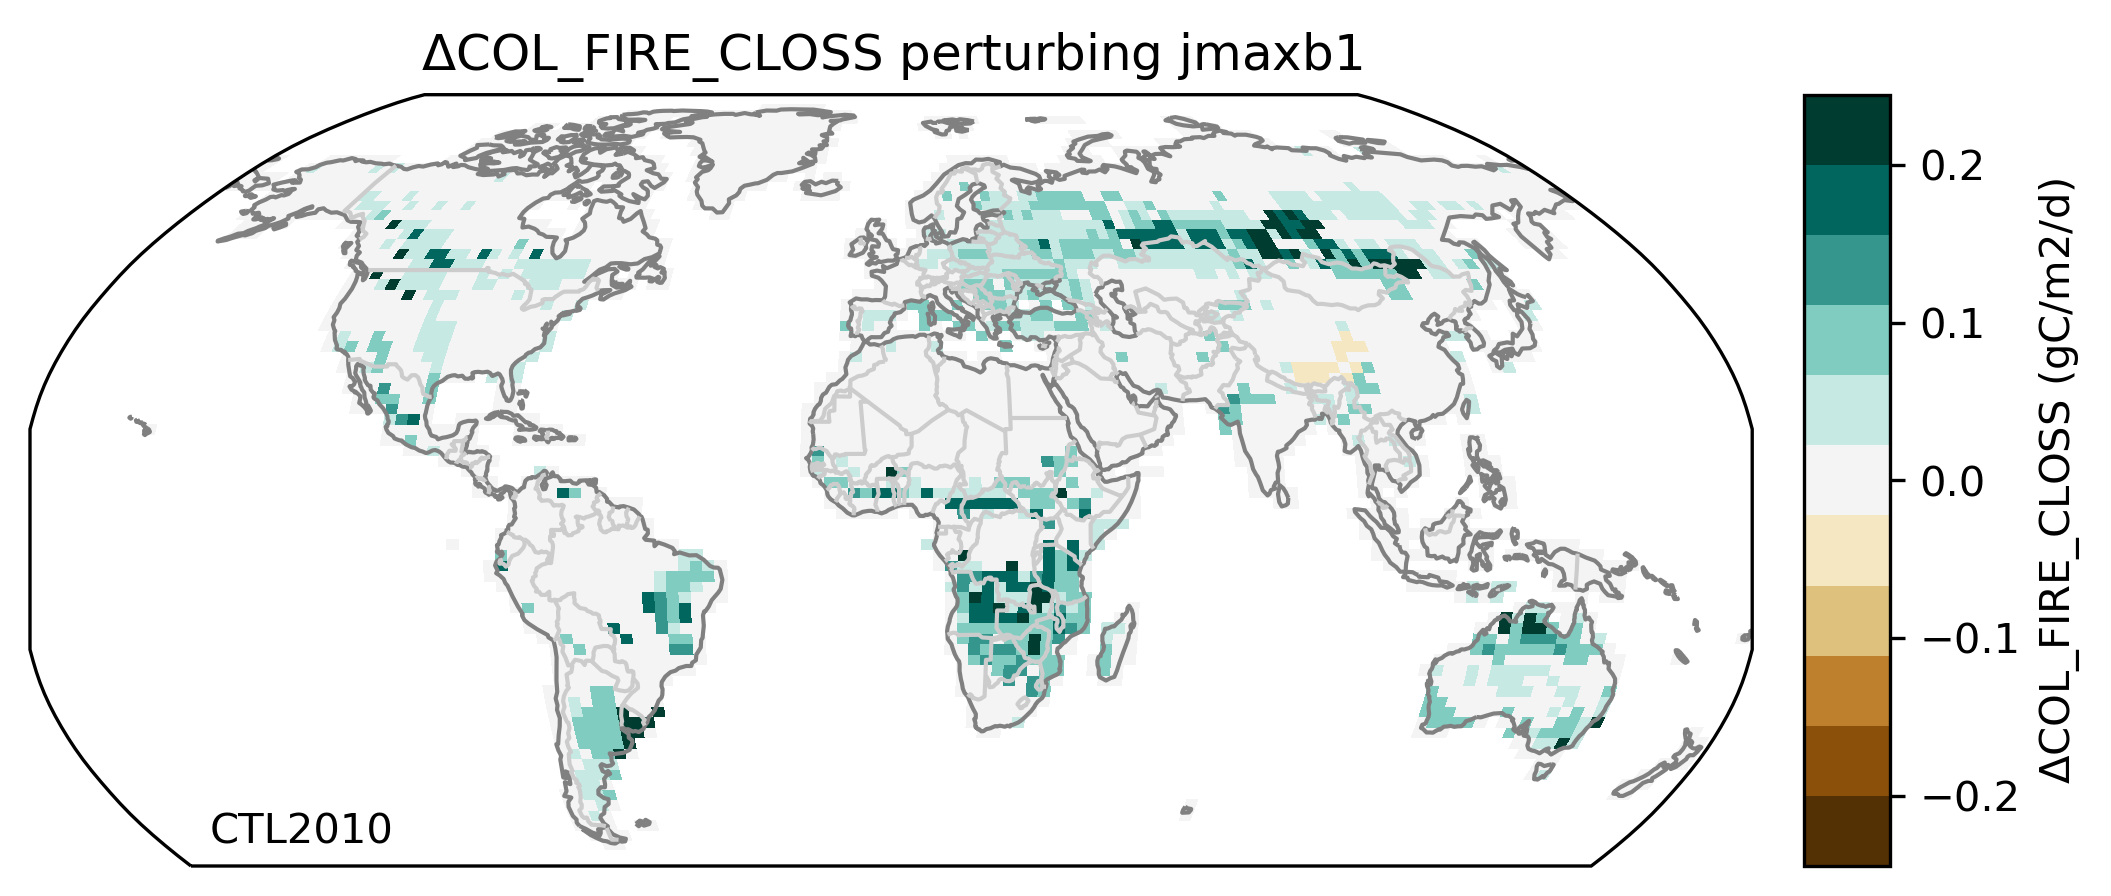 ΔCOL_FIRE_CLOSS perturbing jmaxb1
0.2
0.1
0.0
−0.1
−0.2
ΔCOL_FIRE_CLOSS (gC/m2/d)
CTL2010